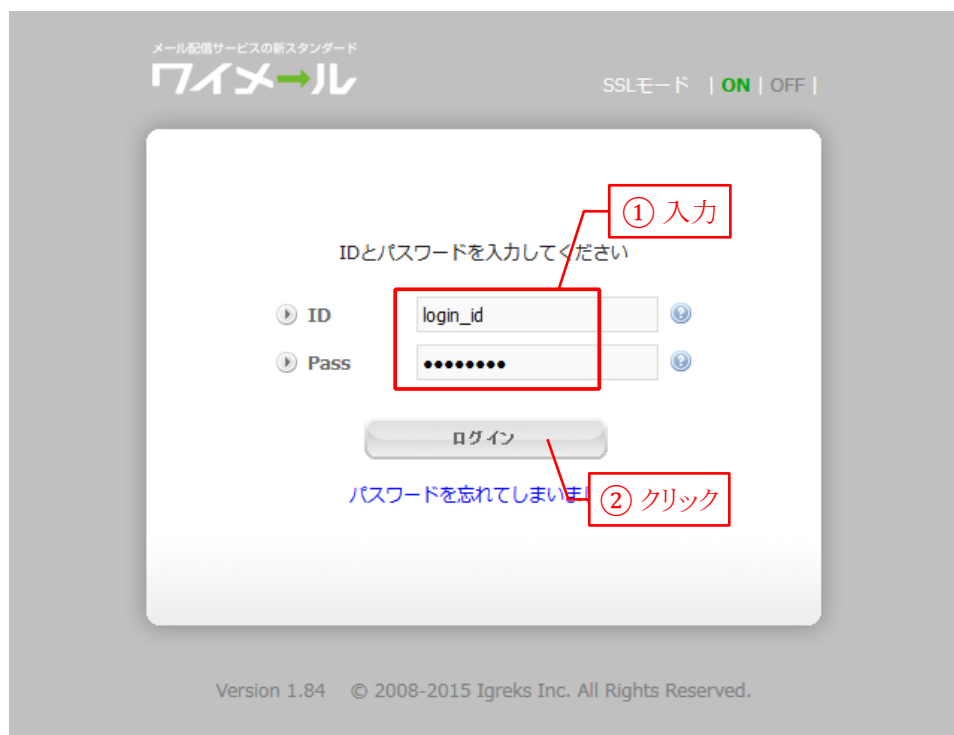 メール配信サービスの新スタンダード
ワイメール
SSLモード | ON | OFF |
① 入力
IDとパスワードを入力してください
ID login_id
Pass ••••••••
ログイン
パスワードを忘れてしまいまし
② クリック
Version 1.84 © 2008-2015 Igreks Inc. All Rights Reserved.